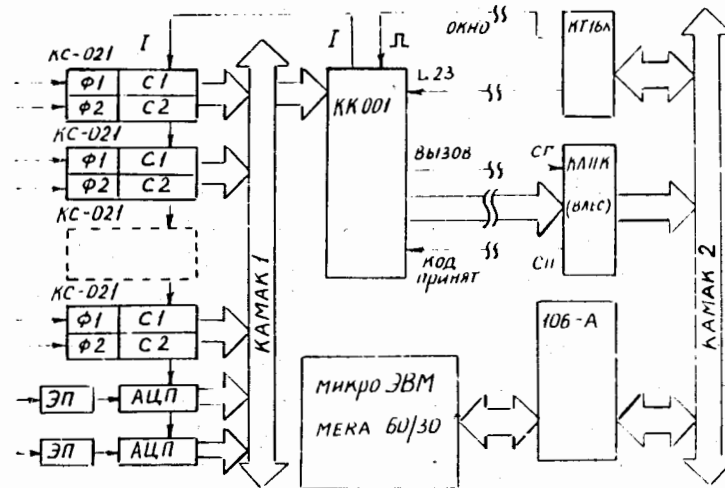 КС-021
Ф1 С1
Ф2 С2
КС-021
Ф1 С1
Ф2 С2
КС-021
КС-021
Ф1 С1
Ф2 С2
ЭП АЦП
ЭП АЦП
I
КАМАК 1
I
КК001
ОКНО
L23
ВЫЗОВ
КОД
ПРИНЯТ
КТ16А
СГ
СП
106-А
микро ЭВМ
МЕКА 60/30
КАМАК 2